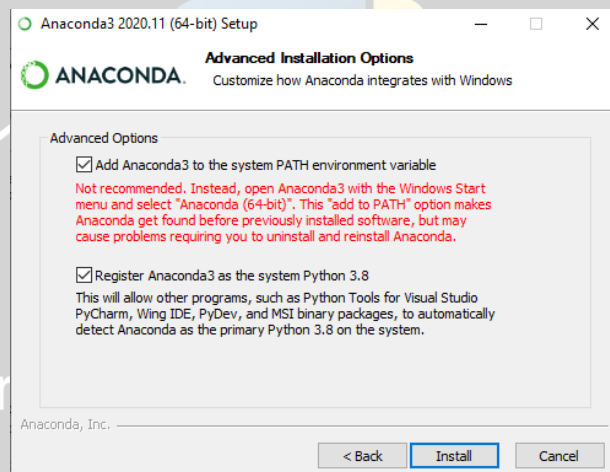 Anaconda3 2020.11 (64-bit) Setup
Advanced Installation Options
ANACONDA.
Customize how Anaconda integrates with Windows
Advanced Options
Add Anaconda3 to the system PATH environment variable
Not recommended. Instead, open Anaconda3 with the Windows Start
menu and select "Anaconda (64-bit)". This "add to PATH" option makes
Anaconda get found before previously installed software, but may
cause problems requiring you to uninstall and reinstall Anaconda.
Register Anaconda3 as the system Python 3.8
This will allow other programs, such as Python Tools for Visual Studio
PyCharm, Wing IDE, PyDev, and MSI binary packages, to automatically
detect Anaconda as the primary Python 3.8 on the system.
Anaconda, Inc.
< Back
Install
Cancel